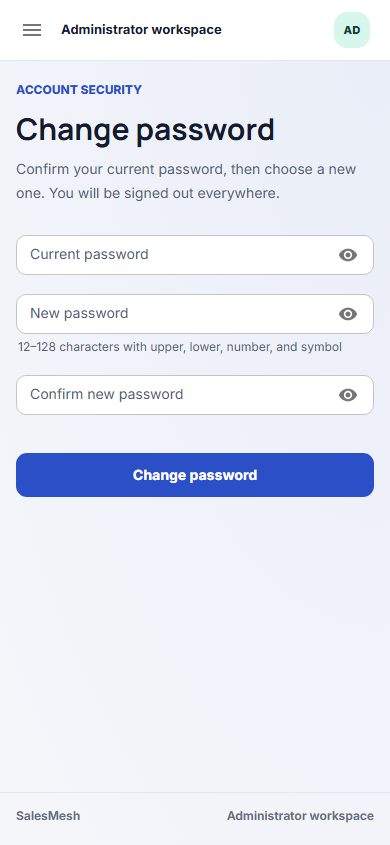 Administrator workspace
AD
ACCOUNT SECURITY
Change password
Confirm your current password, then choose a new
one. You will be signed out everywhere.
Current password
New password
12–128 characters with upper, lower, number, and symbol
Confirm new password
Change password
SalesMesh
Administrator workspace